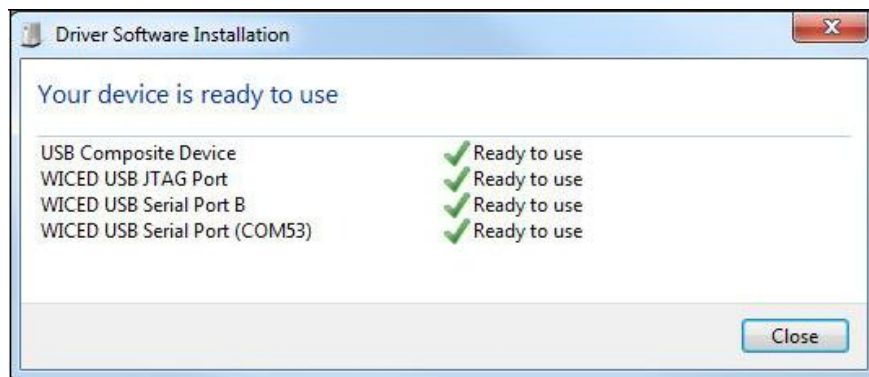 Driver Software Installation
Your device is ready to use
USB Composite Device Ready to use
WICED USB JTAG Port Ready to use
WICED USB Serial Port B Ready to use
WICED USB Serial Port (COM53) Ready to use
Close